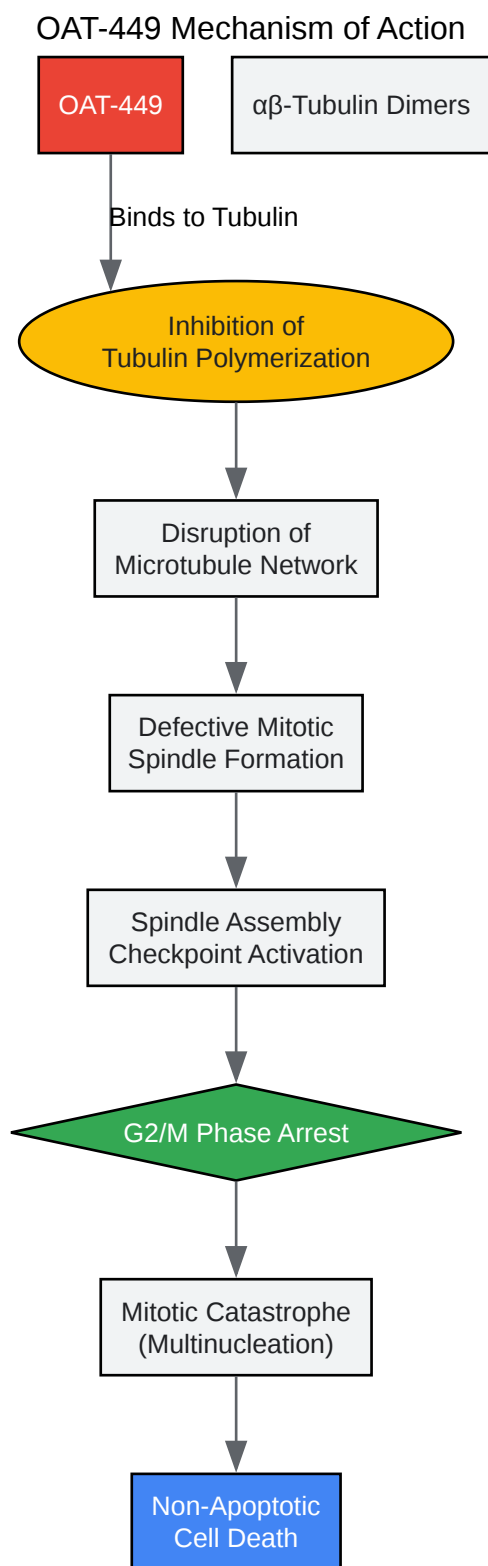 OAT-449 Mechanism of Action
OAT-449
αβ-Tubulin Dimers
Binds to Tubulin
Inhibition of
Tubulin Polymerization
Disruption of
Microtubule Network
Defective Mitotic
Spindle Formation
Spindle Assembly
Checkpoint Activation
G2/M Phase Arrest
Mitotic Catastrophe
(Multinucleation)
Non-Apoptotic
Cell Death